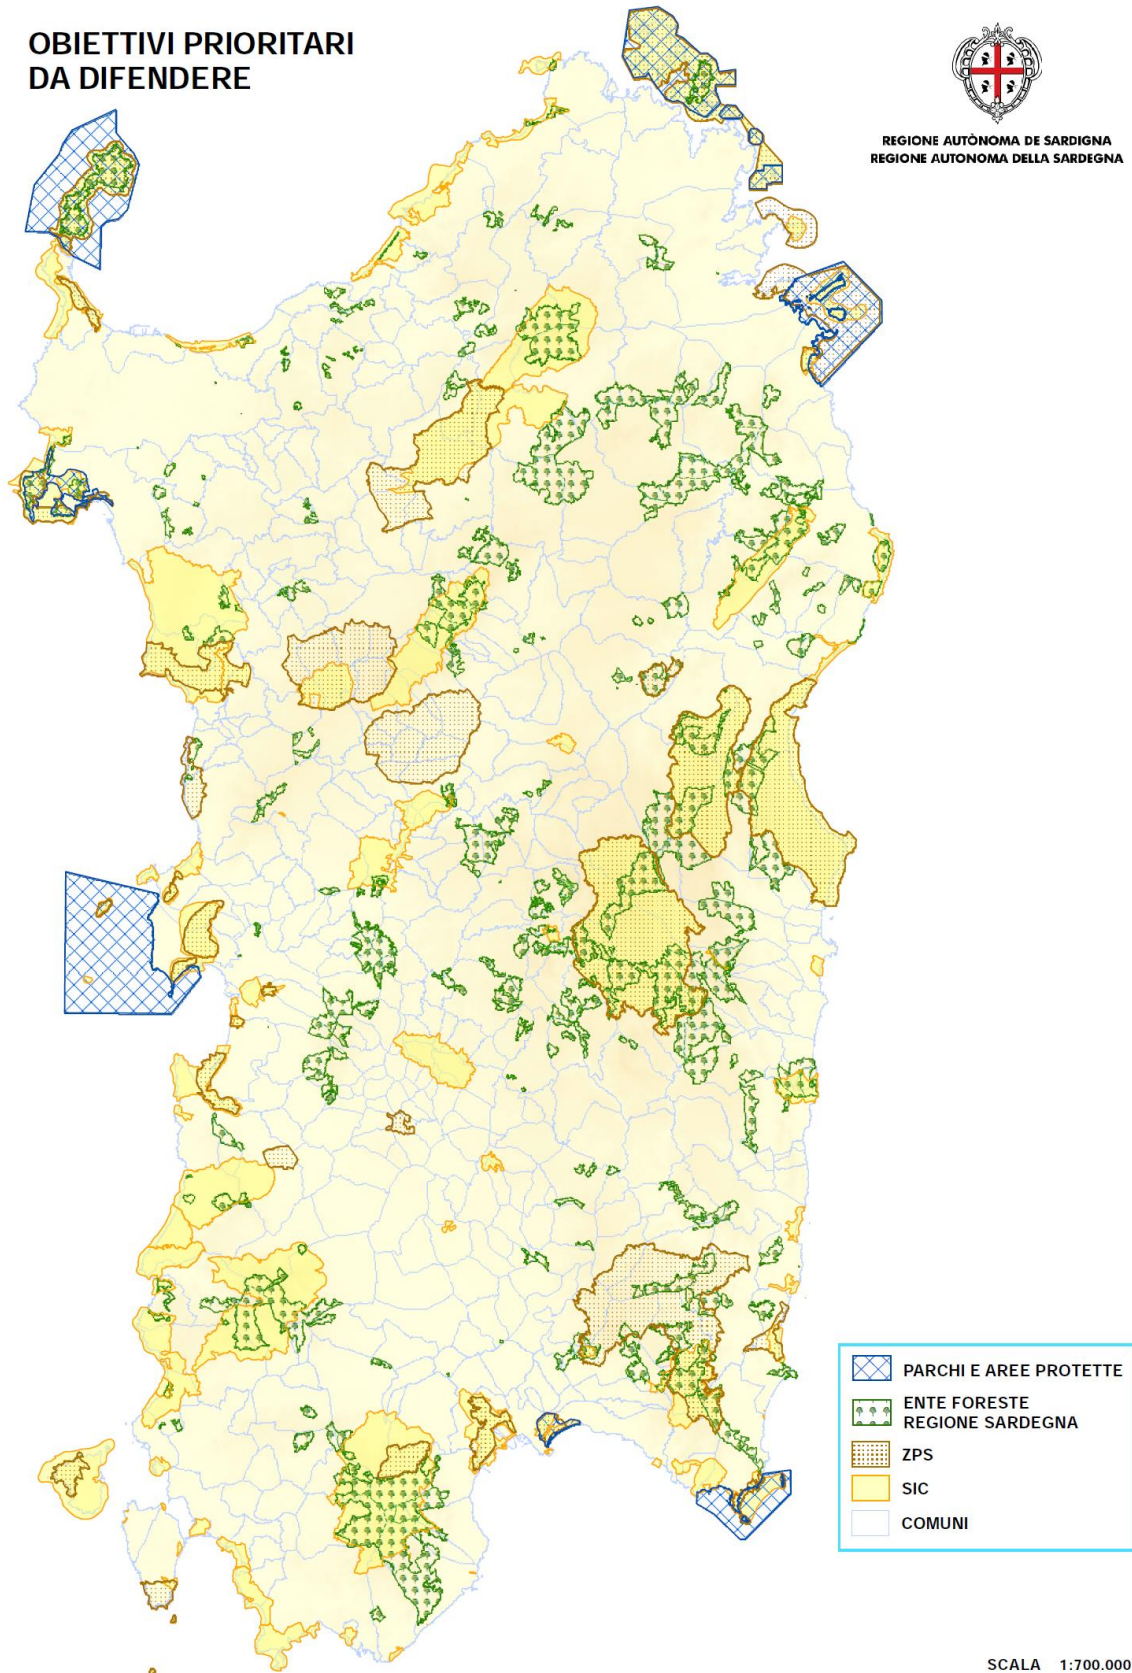 OBIETTIVI PRIORITARI
DA DIFENDERE
REGIONE AUTÒNOMA DE SARDIGNA
REGIONE AUTONOMA DELLA SARDEGNA
PARCHI E AREE PROTETTE
ENTE FORESTE
REGIONE SARDEGNA
ZPS
SIC
COMUNI
SCALA 1:700.000